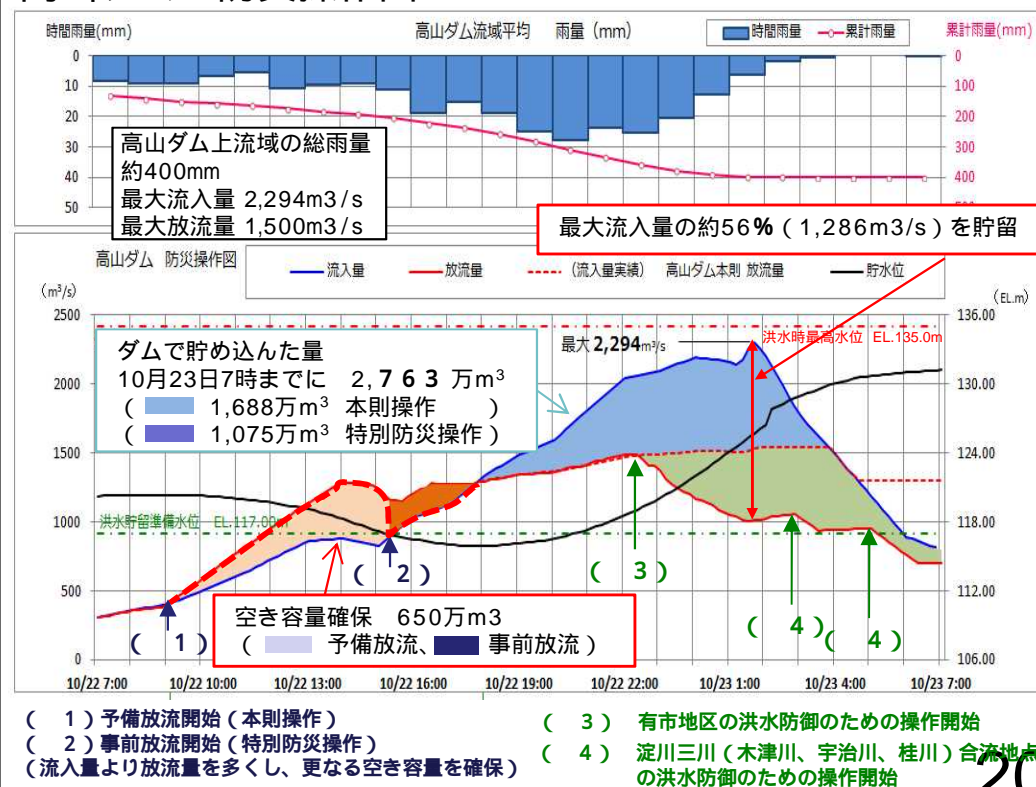 時間雨量(mm) 高山ダム流域平均 雨量（mm） 時間雨量 累計雨量 累計雨量(mm)
0 0
10 100
20 200
30 300
40 400
50
高山ダム上流域の総雨量
約400mm
最大流入量 2,294m3/s
最大放流量 1,500m3/s
最大流入量の約56%（1,286m3/s）を貯留
高山ダム 防災操作図 流入量 放流量 （流入量実績） 高山ダム本則 放流量 貯水位
（m³/s） （EL.m）
2500 136.00
2000 130.00
1500 124.00
1000 118.00
500 112.00
0 106.00
最大 2,294m³/s
洪水時最高水位 EL.135.0m
ダムで貯め込んだ量
10月23日7時までに 2,763 万m³
（ 1,688万m³ 本則操作 ）
（ 1,075万m³ 特別防災操作）
洪水貯留準備水位 EL.117.00m
（ 1）
（ 2）
（ 3 ）
（ 4）
（ 4）
空き容量確保 650万m3
（ 予備放流、 事前放流）
10/22 7:00 10/22 10:00 10/22 13:00 10/22 16:00 10/22 19:00 10/22 22:00 10/23 1:00 10/23 4:00 10/23 7:00
（ 1）予備放流開始（本則操作）
（ 2）事前放流開始（特別防災操作）
（流入量より放流量を多くし、更なる空き容量を確保）
（ 3 ） 有市地区の洪水防御のための操作開始
（ 4 ） 淀川三川（木津川、宇治川、桂川）合流地点
の洪水防御のための操作開始